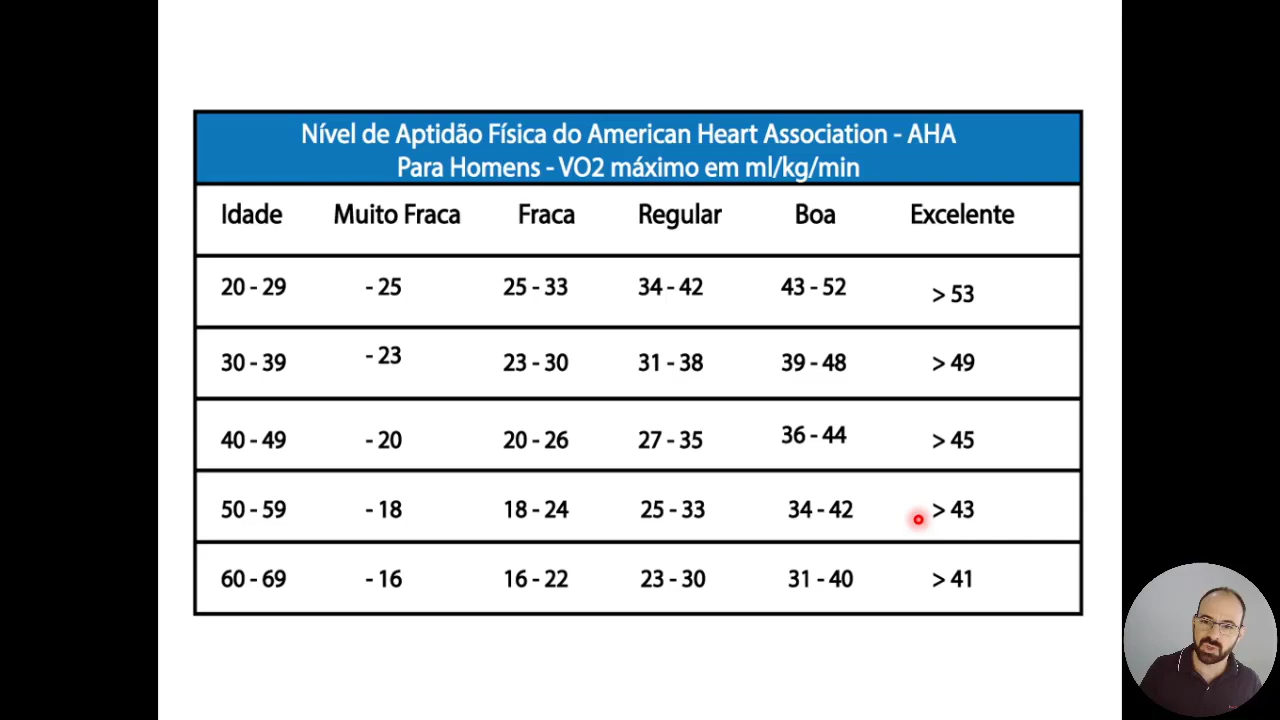 Nível de Aptidão Física do American Heart Association - AHA
Para Homens - VO2 máximo em ml/kg/min
Idade Muito Fraca Fraca Regular Boa Excelente
20 - 29 - 25 25 - 33 34 - 42 43 - 52 > 53
30 - 39 - 23 23 - 30 31 - 38 39 - 48 > 49
40 - 49 - 20 20 - 26 27 - 35 36 - 44 > 45
50 - 59 - 18 18 - 24 25 - 33 34 - 42 > 43
60 - 69 - 16 16 - 22 23 - 30 31 - 40 > 41